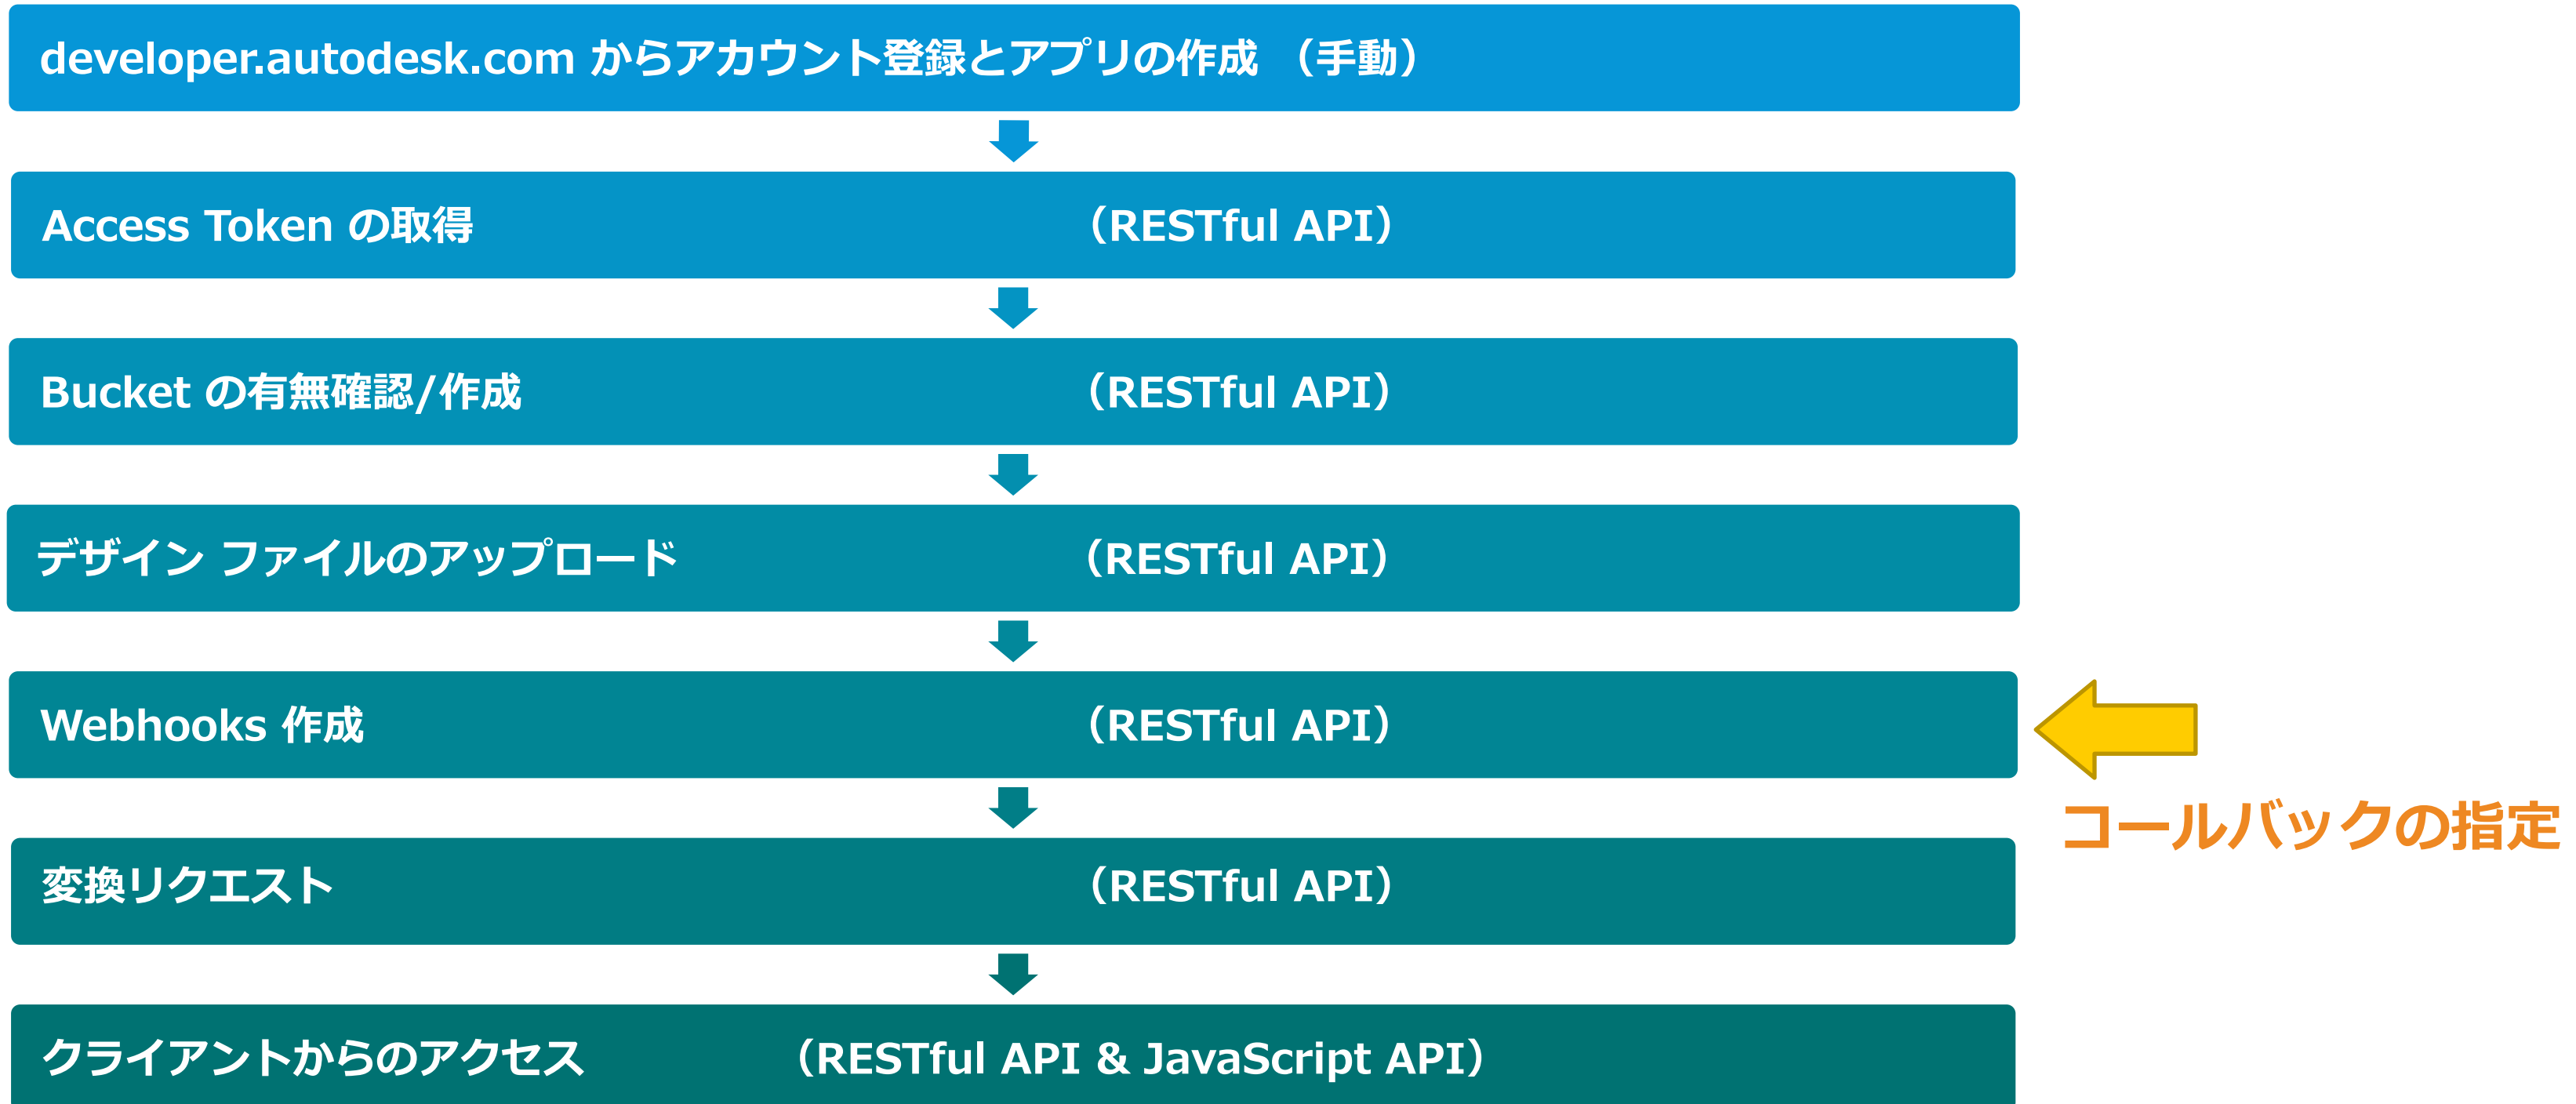 developer.autodesk.com からアカウント登録とアプリの作成 （手動）
Access Token の取得 （RESTful API）
Bucket の有無確認/作成 （RESTful API）
デザイン ファイルのアップロード （RESTful API）
Webhooks 作成 （RESTful API）
コールバックの指定
変換リクエスト （RESTful API）
クライアントからのアクセス （RESTful API & JavaScript API）